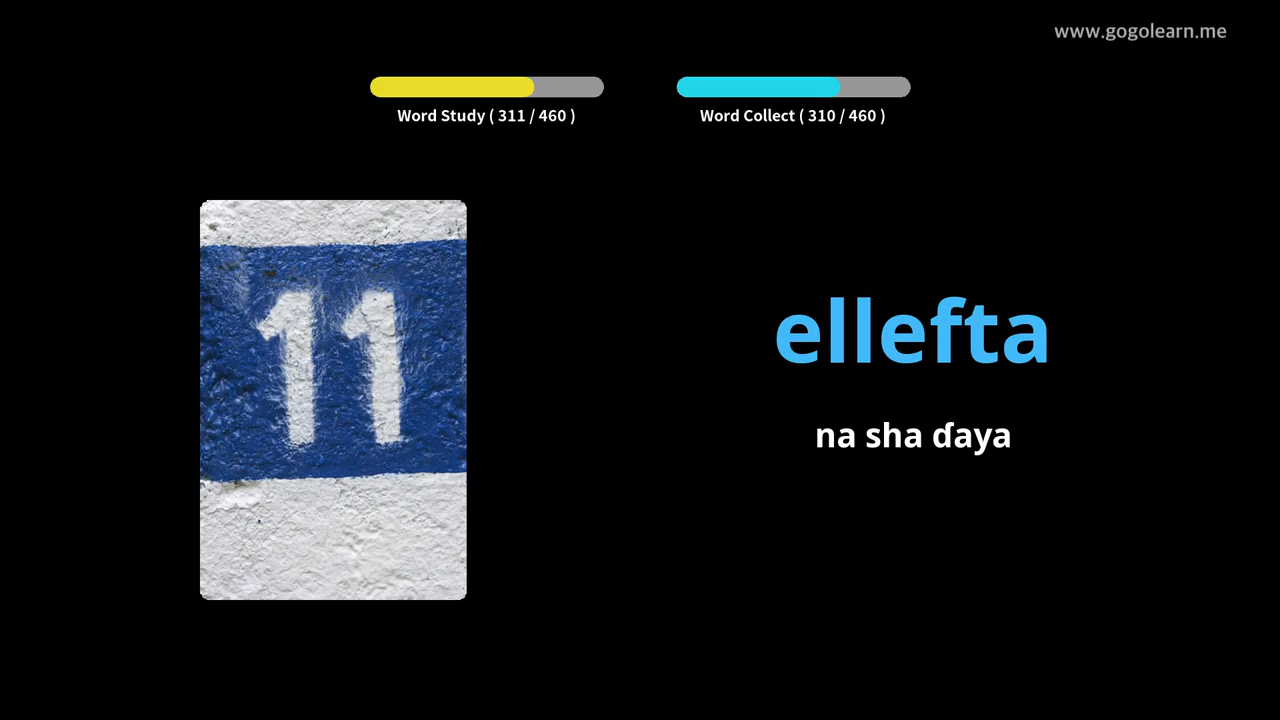 www.gogolearn.me
Word Study ( 311 / 460 )
Word Collect ( 310 / 460 )
11
ellefta
na sha ɗaya